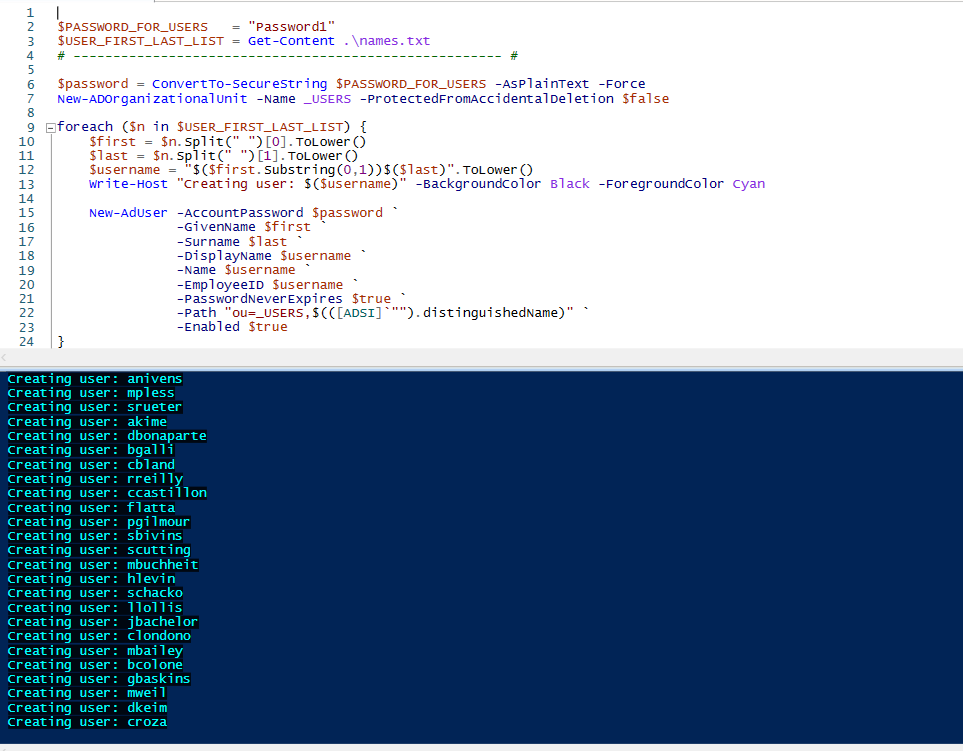 1
2 $PASSWORD_FOR_USERS   = "Password1"
3 $USER_FIRST_LAST_LIST = Get-Content .\names.txt
4 # ------------------------------------------------------ #
5
6 $password = ConvertTo-SecureString $PASSWORD_FOR_USERS -AsPlainText -Force
7 New-ADOrganizationalUnit -Name _USERS -ProtectedFromAccidentalDeletion $false
8
9 foreach ($n in $USER_FIRST_LAST_LIST) {
10     $first = $n.Split(" ")[0].ToLower()
11     $last = $n.Split(" ")[1].ToLower()
12     $username = "$($first.Substring(0,1))$($last)".ToLower()
13     Write-Host "Creating user: $($username)" -BackgroundColor Black -ForegroundColor Cyan
14
15     New-AdUser -AccountPassword $password `
16                -GivenName $first `
17                -Surname $last `
18                -DisplayName $username `
19                -Name $username `
20                -EmployeeID $username `
21                -PasswordNeverExpires $true `
22                -Path "ou=_USERS,$(([ADSI]`"").distinguishedName)" `
23                -Enabled $true
24 }
Creating user: anivens
Creating user: mpless
Creating user: srueter
Creating user: akime
Creating user: dbonaparte
Creating user: bgalli
Creating user: cbland
Creating user: rreilly
Creating user: ccastillon
Creating user: flatta
Creating user: pgilmour
Creating user: sbivins
Creating user: scutting
Creating user: mbuchheit
Creating user: hlevin
Creating user: schacko
Creating user: llollis
Creating user: jbachelor
Creating user: clondono
Creating user: mbailey
Creating user: bcolone
Creating user: gbaskins
Creating user: mweil
Creating user: dkeim
Creating user: croza